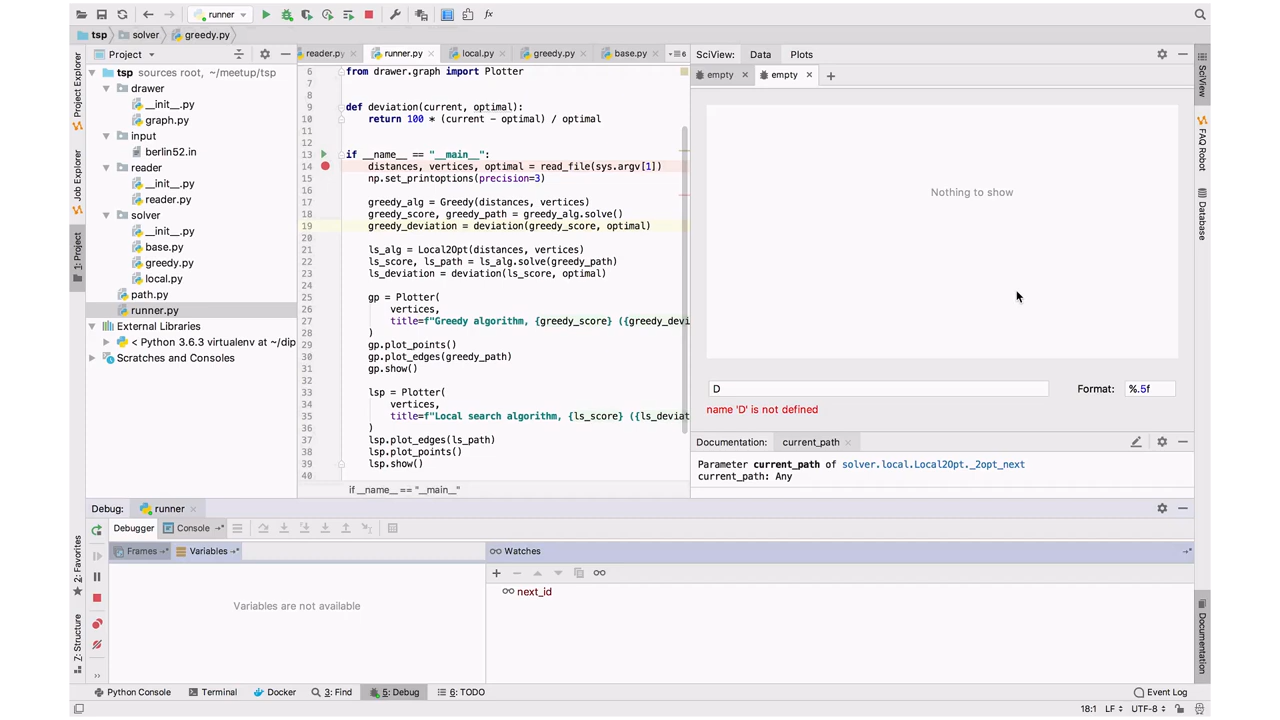 runner
tsp solver greedy.py
Project
reader.py runner.py local.py greedy.py base.py 6
SciView: Data Plots
empty empty
tsp sources root, ~/meetup/tsp
drawer
__init__.py
graph.py
input
berlin52.in
reader
__init__.py
reader.py
solver
__init__.py
base.py
greedy.py
local.py
path.py
runner.py
External Libraries
< Python 3.6.3 virtualenv at ~/dip
Scratches and Consoles
6 from drawer.graph import Plotter
7
8
9 def deviation(current, optimal):
10 return 100 * (current - optimal) / optimal
11
12
13 if __name__ == "__main__":
14 distances, vertices, optimal = read_file(sys.argv[1])
15 np.set_printoptions(precision=3)
16
17 greedy_alg = Greedy(distances, vertices)
18 greedy_score, greedy_path = greedy_alg.solve()
19 greedy_deviation = deviation(greedy_score, optimal)
20
21 ls_alg = Local2Opt(distances, vertices)
22 ls_score, ls_path = ls_alg.solve(greedy_path)
23 ls_deviation = deviation(ls_score, optimal)
24
25 gp = Plotter(
26 vertices,
27 title=f"Greedy algorithm, {greedy_score} ({greedy_devi
28 )
29 gp.plot_points()
30 gp.plot_edges(greedy_path)
31 gp.show()
32
33 lsp = Plotter(
34 vertices,
35 title=f"Local search algorithm, {ls_score} ({ls_deviat
36 )
37 lsp.plot_edges(ls_path)
38 lsp.plot_points()
39 lsp.show()
40
if __name__ == "__main__"
Nothing to show
D
Format: %.5f
name 'D' is not defined
Documentation: current_path
Parameter current_path of solver.local.Local2Opt._2opt_next
current_path: Any
Project Explorer
Job Explorer
1: Project
2: Favorites
7: Structure
SciView
FAQ Robot
Database
Documentation
Debug: runner
Debugger Console
Frames Variables Watches
Variables are not available
next_id
Python Console Terminal Docker 3: Find 5: Debug 6: TODO Event Log
18:1 LF UTF-8